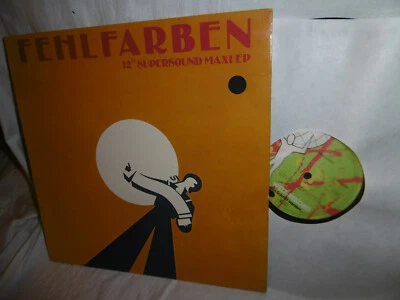 FEHLFARBEN
12" SUPERSOUND MAXI EP